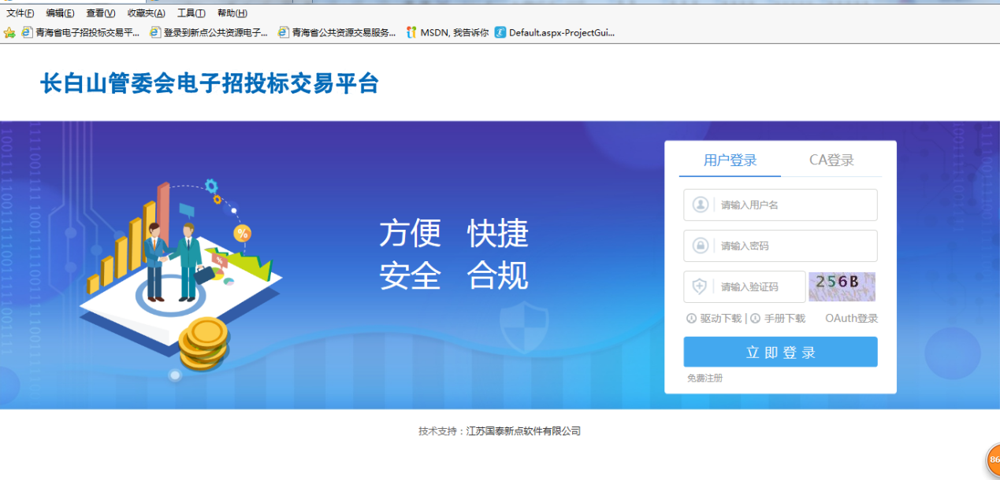 文件(F) 编辑(E) 查看(V) 收藏夹(A) 工具(T) 帮助(H)
青海省电子招投标交易平... 登录到新点公共资源电子... 青海省公共资源交易服务... MSDN, 我告诉你 Default.aspx-ProjectGui...
长白山管委会电子招投标交易平台
用户登录 CA登录
请输入用户名
方便 快捷
请输入密码
安全 合规
请输入验证码 256B
驱动下载 | 手册下载 OAuth登录
立即登录
免费注册
技术支持：江苏国泰新点软件有限公司
86